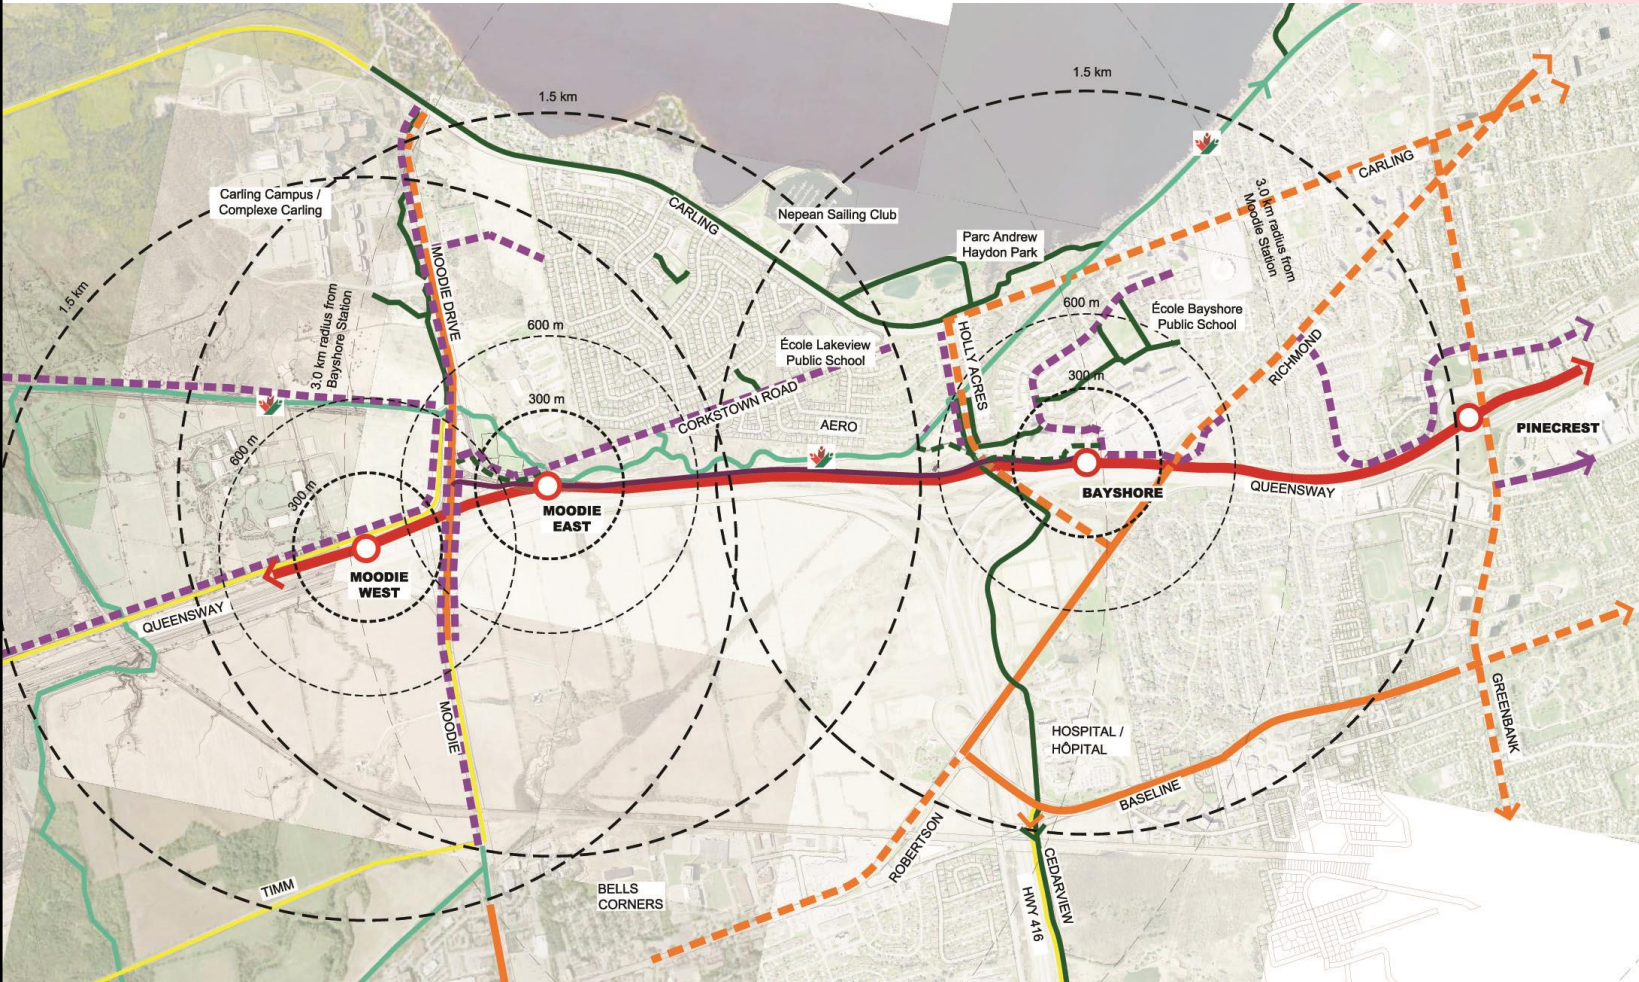 1.5 km
1.5 km
Carling Campus /
Complexe Carling
CARLING
Nepean Sailing Club
Parc Andrew
Haydon Park
CARLING
3.0 km radius from
Moodie Station
1.5 km
3.0 km radius from
Bayshore Station
MOODIE DRIVE
600 m
École Lakeview
Public School
HOLLY ACRES
600 m
École Bayshore
Public School
RICHMOND
300 m
300 m
CORKSTOWN ROAD
AERO
600 m
300 m
PINECREST
MOODIE
EAST
BAYSHORE
QUEENSWAY
MOODIE
WEST
QUEENSWAY
MOODIE
HOSPITAL /
HÔPITAL
GREENBANK
BASELINE
ROBERTSON
TIMM
BELLS
CORNERS
CEDARVIEW
HWY 416